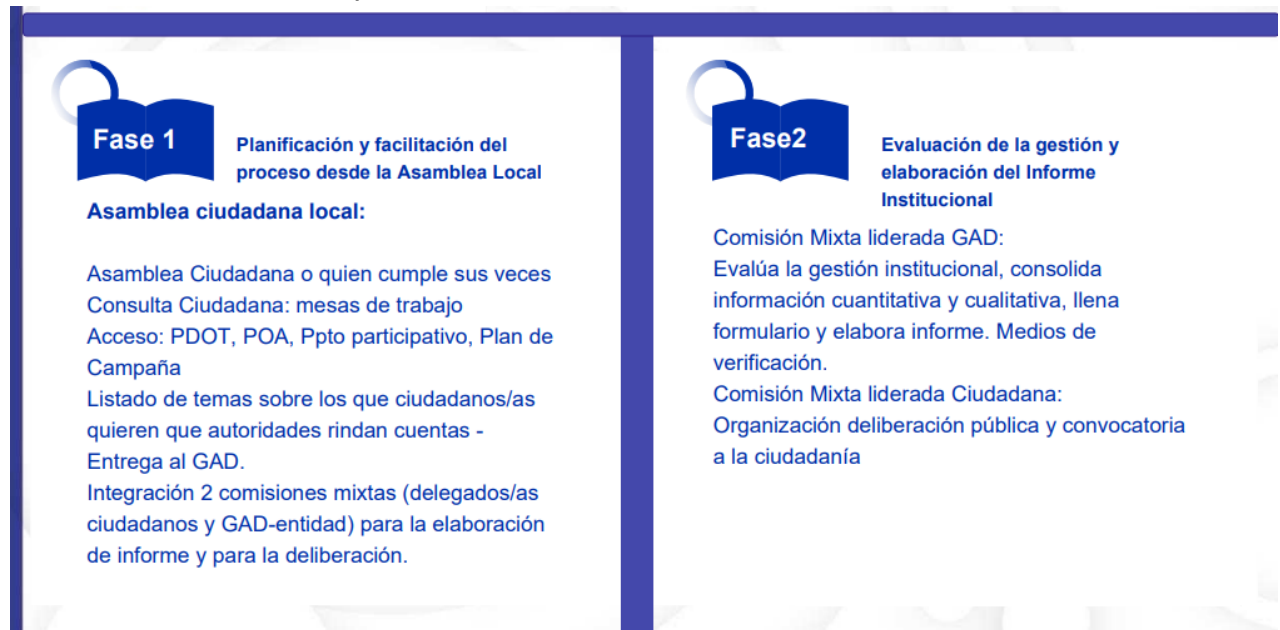 Fase 1
Planificación y facilitación del
proceso desde la Asamblea Local
Asamblea ciudadana local:
Asamblea Ciudadana o quien cumple sus veces
Consulta Ciudadana: mesas de trabajo
Acceso: PDOT, POA, Ppto participativo, Plan de
Campaña
Listado de temas sobre los que ciudadanos/as
quieren que autoridades rindan cuentas -
Entrega al GAD.
Integración 2 comisiones mixtas (delegados/as
ciudadanos y GAD-entidad) para la elaboración
de informe y para la deliberación.
Fase2
Evaluación de la gestión y
elaboración del Informe
Institucional
Comisión Mixta liderada GAD:
Evalúa la gestión institucional, consolida
información cuantitativa y cualitativa, llena
formulario y elabora informe. Medios de
verificación.
Comisión Mixta liderada Ciudadana:
Organización deliberación pública y convocatoria
a la ciudadanía